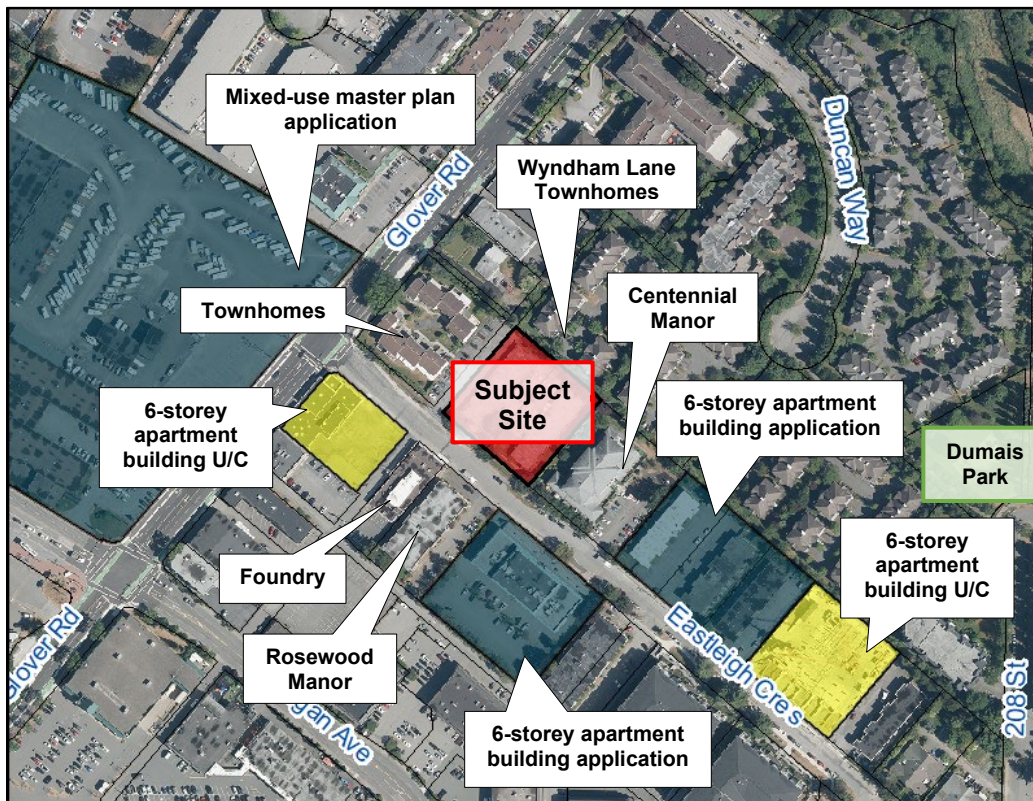 Mixed-use master plan
application
Glover Rd
Wyndham Lane
Townhomes
Duncan Way
Townhomes
Centennial
Manor
Subject
Site
6-storey
apartment
building U/C
6-storey apartment
building application
Dumais
Park
6-storey
apartment
building U/C
Foundry
Rosewood
Manor
Glover Rd
Eastleigh Cres
208 St
6-storey apartment
building application